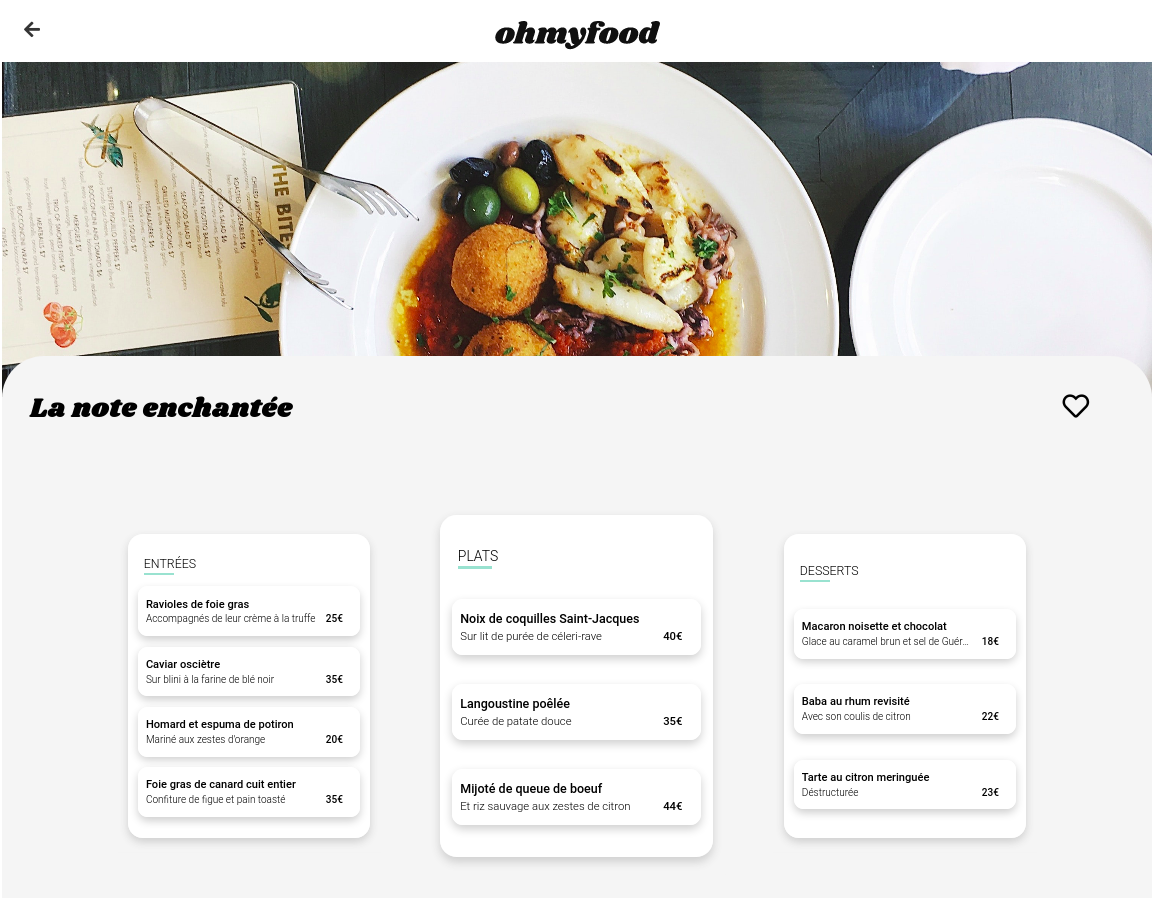 ohmyfood
THE BITE
La note enchantée
ENTRÉES
Ravioles de foie gras
Accompagnés de leur crème à la truffe 25€
Caviar osciètre
Sur blini à la farine de blé noir 35€
Homard et espuma de potiron
Mariné aux zestes d'orange 20€
Foie gras de canard cuit entier
Confiture de figue et pain toasté 35€
PLATS
Noix de coquilles Saint-Jacques
Sur lit de purée de céleri-rave 40€
Langoustine poêlée
Curée de patate douce 35€
Mijoté de queue de boeuf
Et riz sauvage aux zestes de citron 44€
DESSERTS
Macaron noisette et chocolat
Glace au caramel brun et sel de Guér... 18€
Baba au rhum revisité
Avec son coulis de citron 22€
Tarte au citron meringuée
Déstructurée 23€